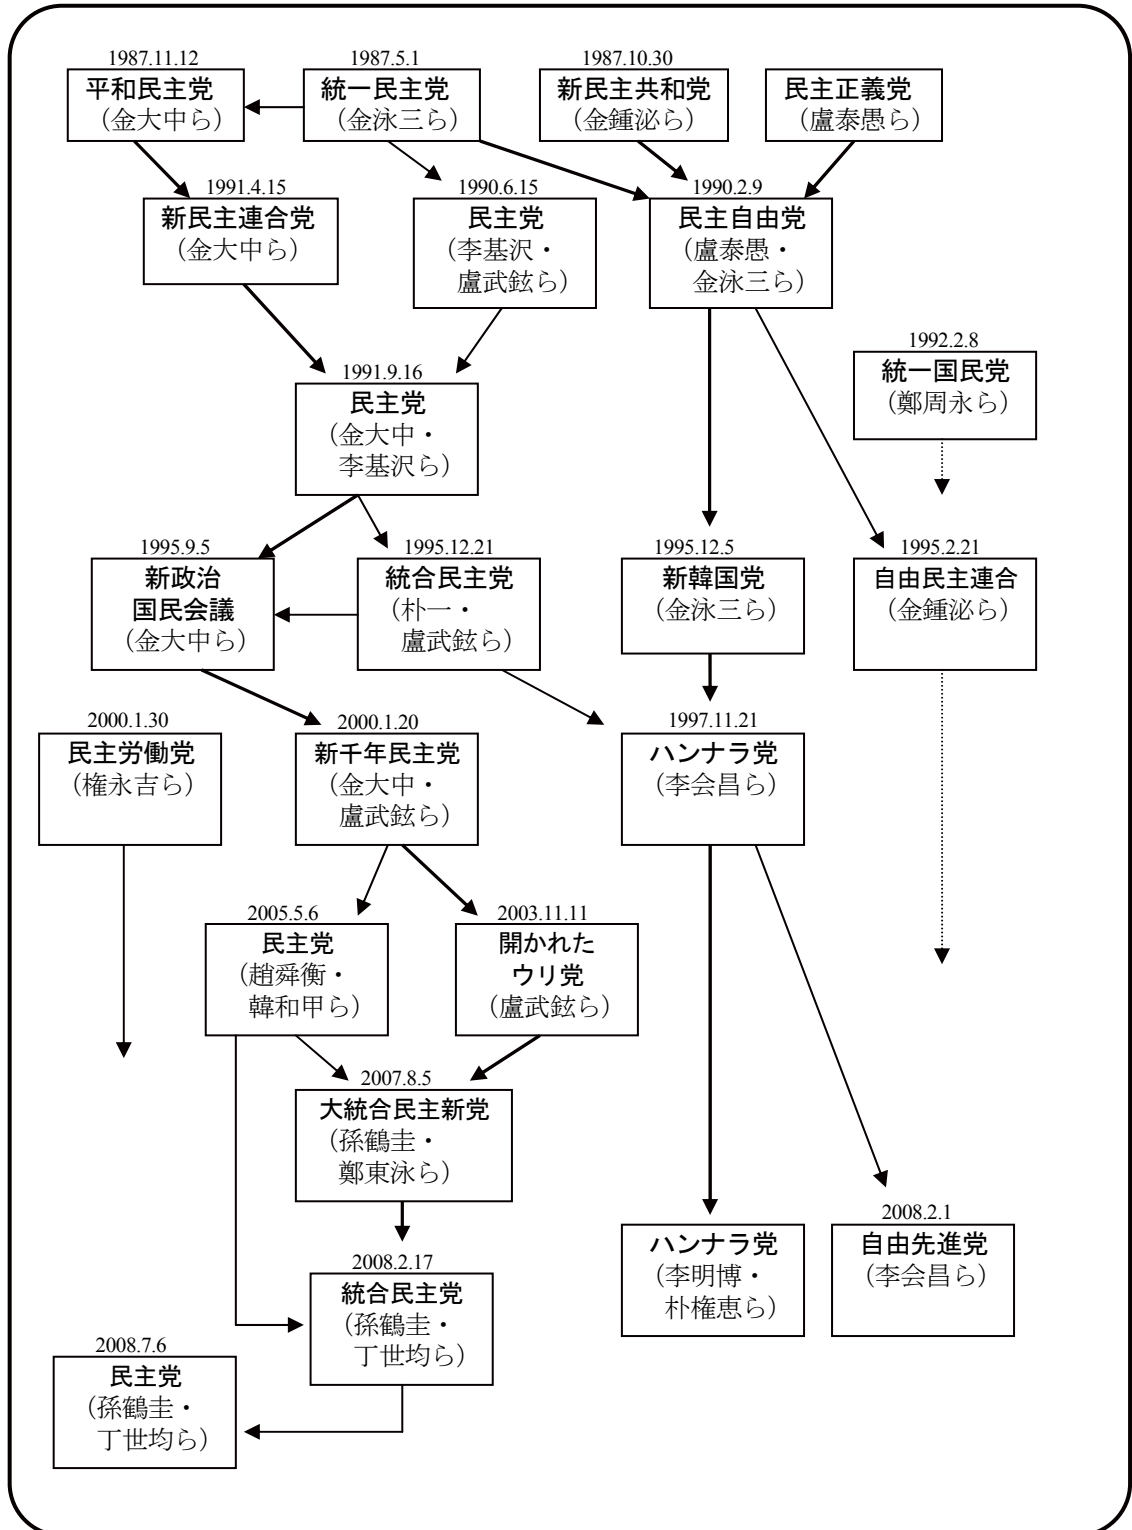 1987.11.12
平和民主党
（金大中ら）
1987.5.1
統一民主党
（金泳三ら）
1987.10.30
新民主共和党
（金鍾泌ら）
民主正義党
（盧泰愚ら）
1991.4.15
新民主連合党
（金大中ら）
1990.6.15
民主党
（李基沢・
盧武鉉ら）
1990.2.9
民主自由党
（盧泰愚・
金泳三ら）
1992.2.8
統一国民党
（鄭周永ら）
1991.9.16
民主党
（金大中・
李基沢ら）
1995.9.5
新政治
国民会議
（金大中ら）
1995.12.21
統合民主党
（朴一・
盧武鉉ら）
1995.12.5
新韓国党
（金泳三ら）
1995.2.21
自由民主連合
（金鍾泌ら）
2000.1.30
民主労働党
（権永吉ら）
2000.1.20
新千年民主党
（金大中・
盧武鉉ら）
1997.11.21
ハンナラ党
（李会昌ら）
2005.5.6
民主党
（趙舜衡・
韓和甲ら）
2003.11.11
開かれた
ウリ党
（盧武鉉ら）
2007.8.5
大統合民主新党
（孫鶴圭・
鄭東泳ら）
ハンナラ党
（李明博・
朴権恵ら）
2008.2.1
自由先進党
（李会昌ら）
2008.2.17
統合民主党
（孫鶴圭・
丁世均ら）
2008.7.6
民主党
（孫鶴圭・
丁世均ら）